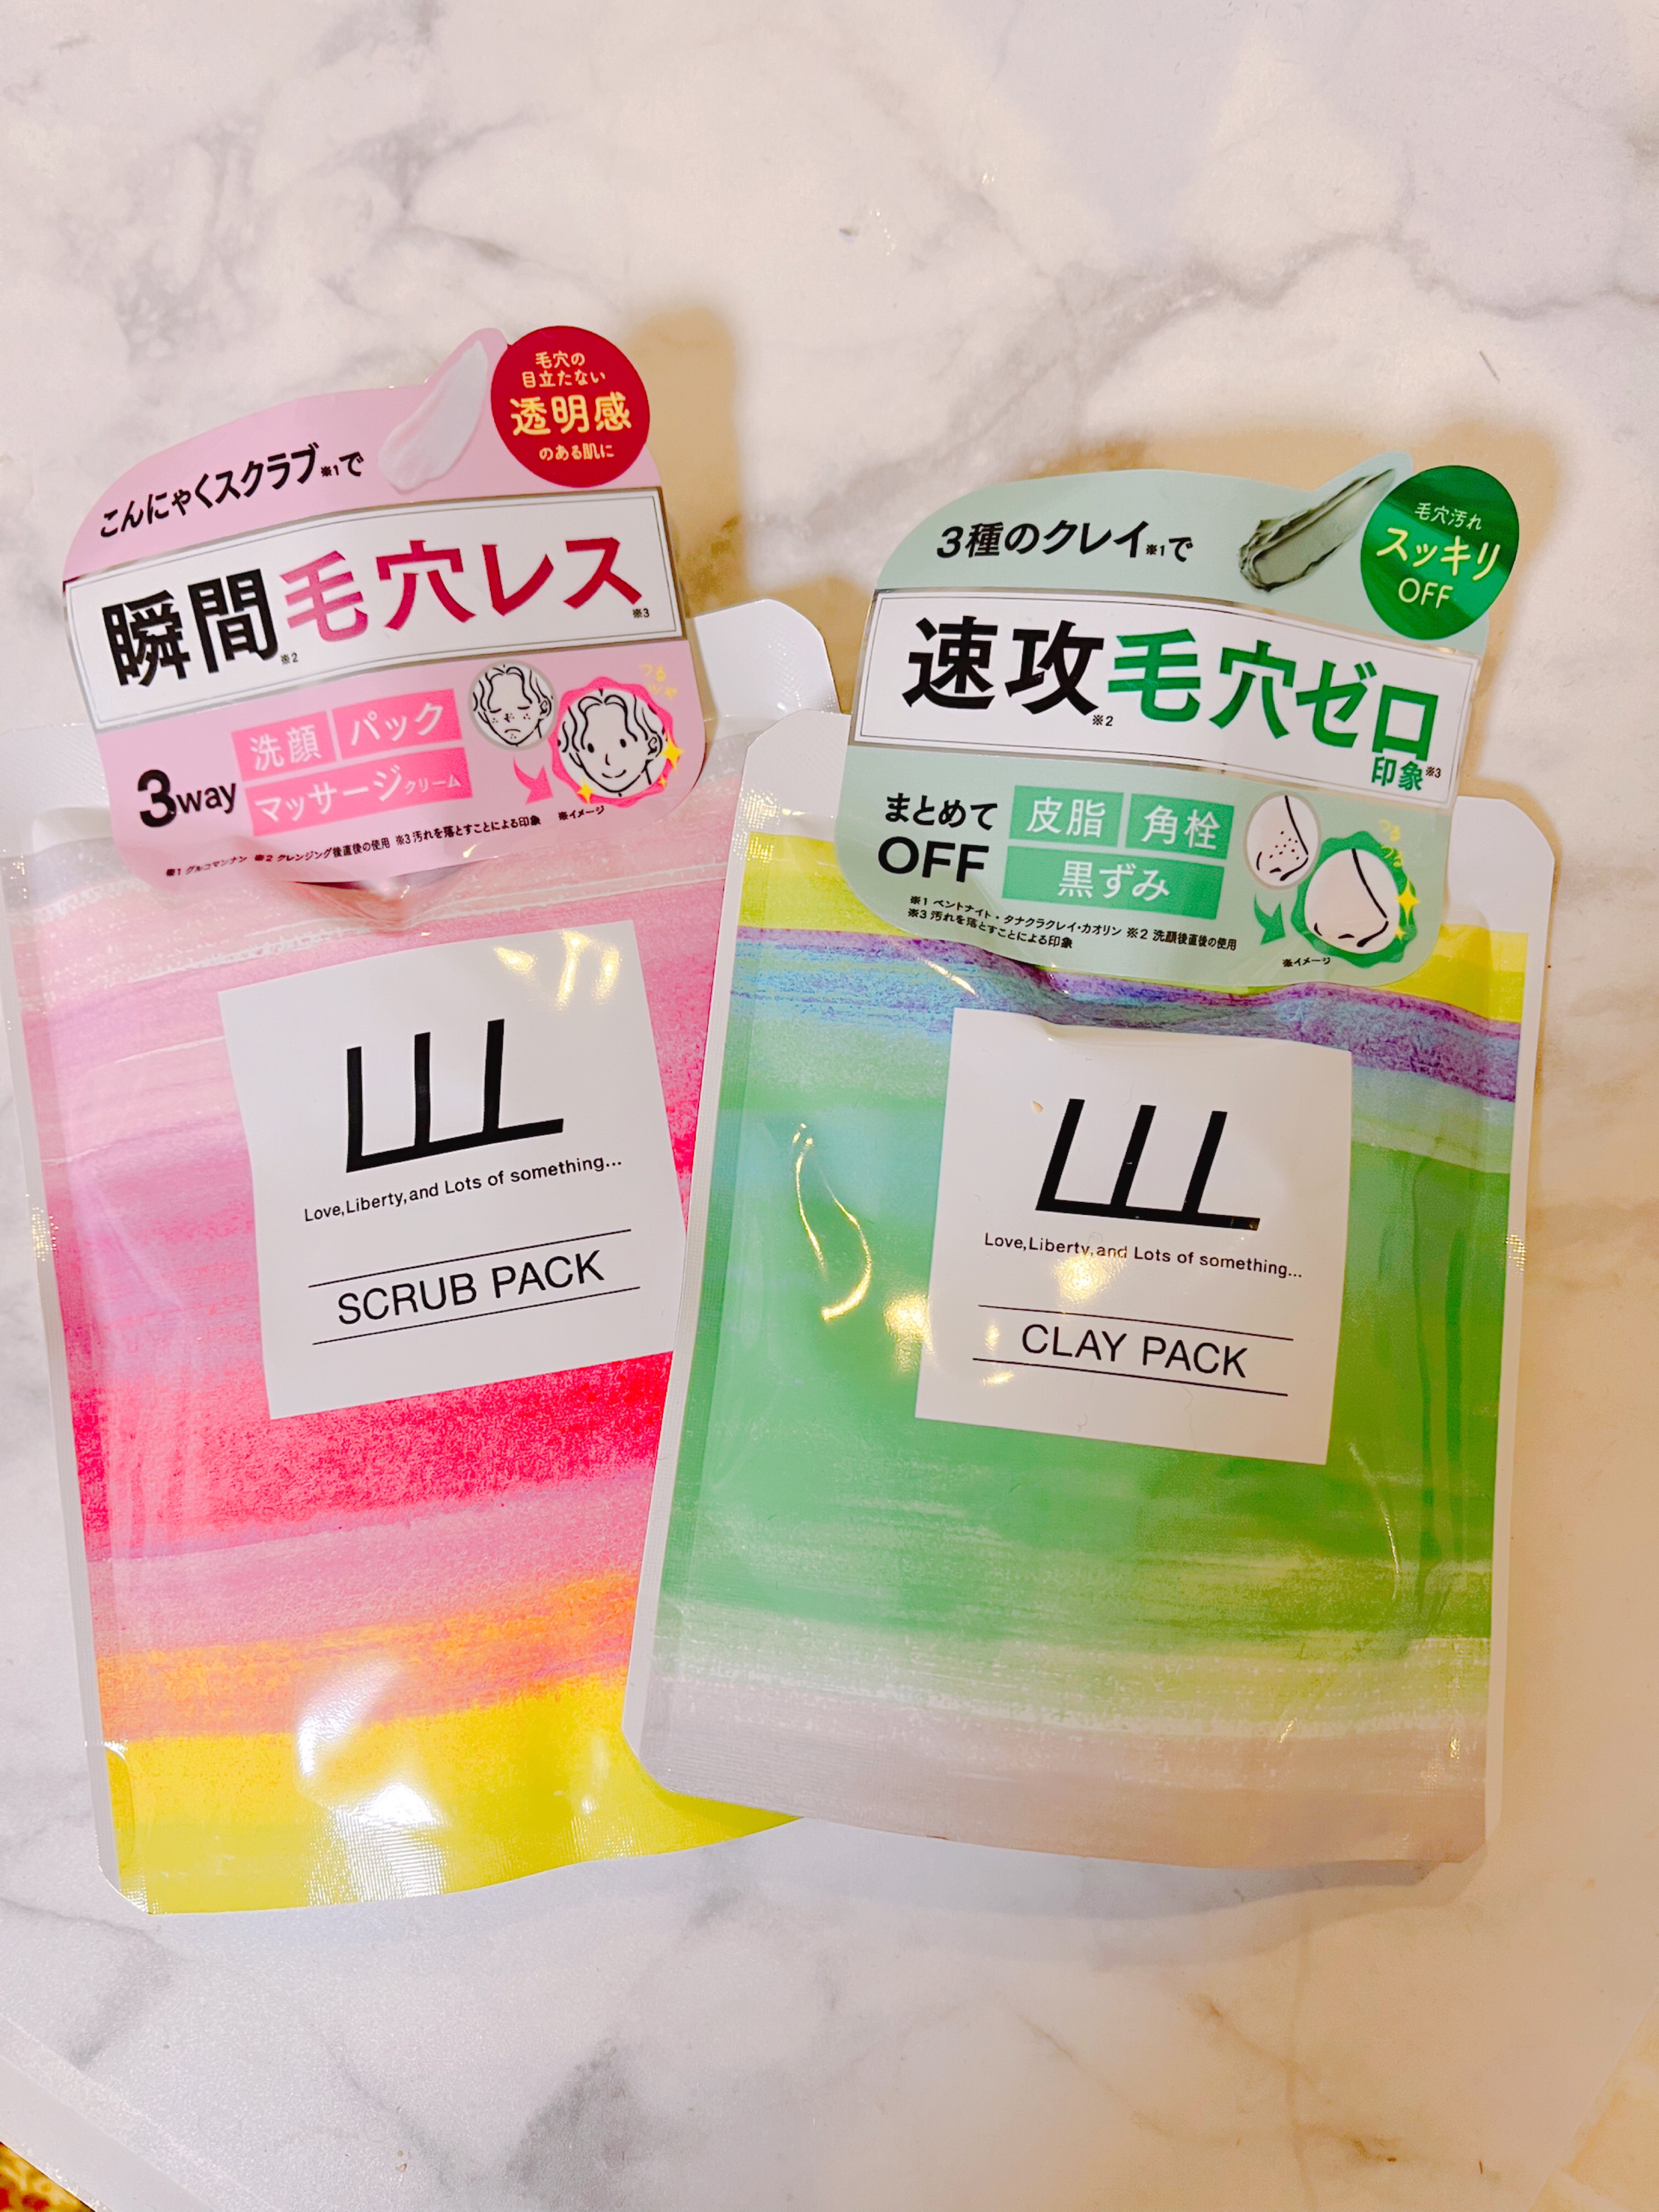 毛穴の
目立たない
透明感
のある肌に
こんにゃくスクラブ※1で
瞬間※2毛穴レス※3
3way
洗顔 パック
マッサージクリーム
つる
ツヤ
※イメージ
※1 グルコマンナン ※2 クレンジング後直後の使用 ※3 汚れを落とすことによる印象
Love,Liberty,and Lots of something...
SCRUB PACK
毛穴汚れ
スッキリ
OFF
3種のクレイ※1で
速攻※2毛穴ゼロ
印象※3
まとめて
OFF
皮脂 角栓
黒ずみ
つる
つる
※イメージ
※1 ベントナイト・タナクラクレイ・カオリン ※2 洗顔後直後の使用
※3 汚れを落とすことによる印象
Love,Liberty,and Lots of something...
CLAY PACK